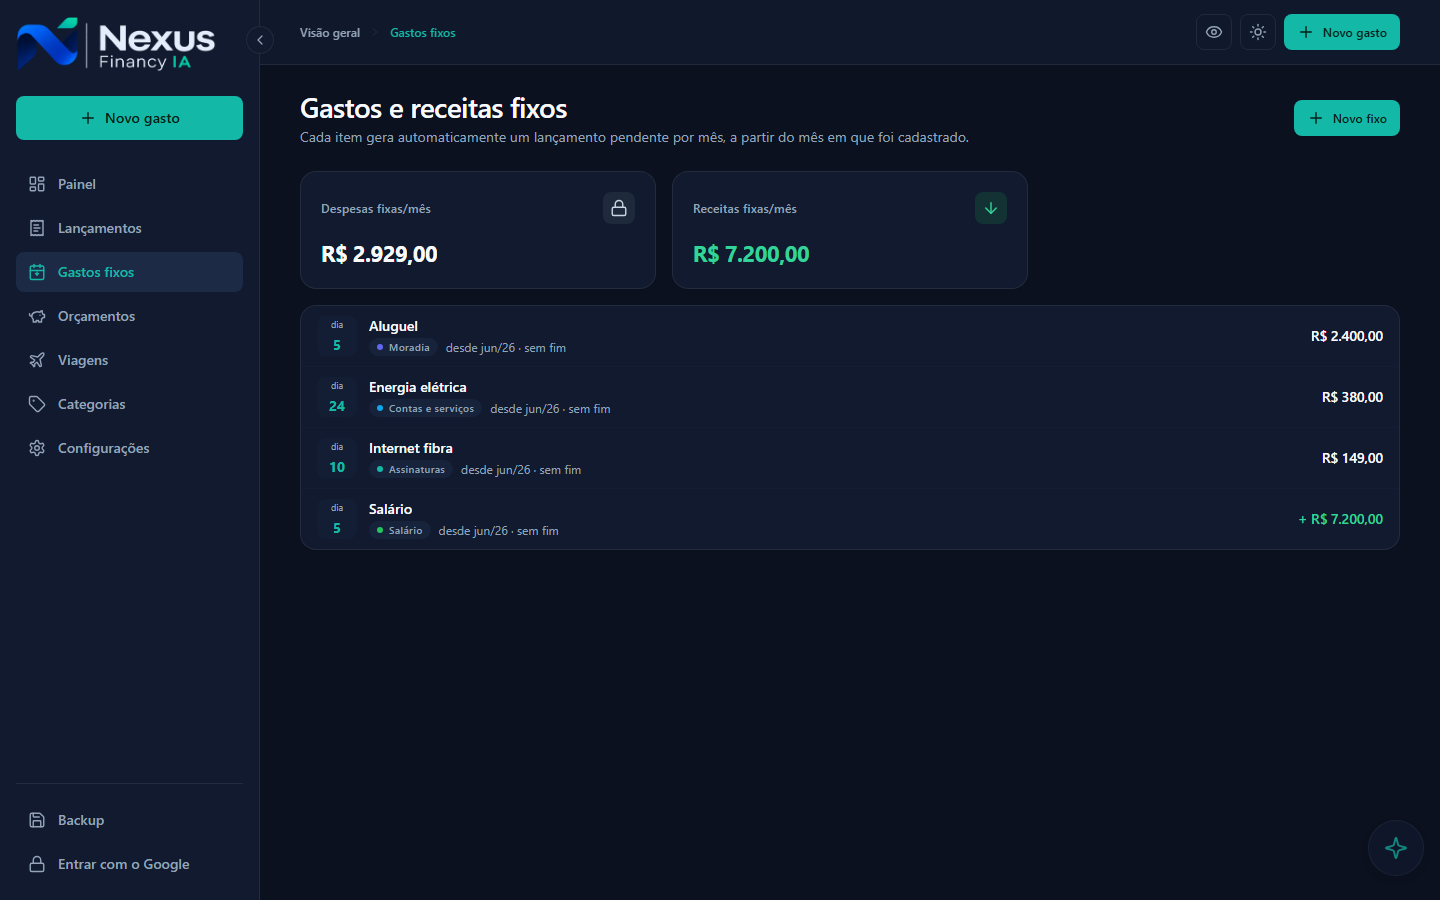 Nexus
Financy IA
Novo gasto
Painel
Lançamentos
Gastos fixos
Orçamentos
Viagens
Categorias
Configurações
Backup
Entrar com o Google
Visão geral
Gastos fixos
Novo gasto
Gastos e receitas fixos
Cada item gera automaticamente um lançamento pendente por mês, a partir do mês em que foi cadastrado.
Novo fixo
Despesas fixas/mês
R$ 2.929,00
Receitas fixas/mês
R$ 7.200,00
dia
5
Aluguel
Moradia desde jun/26 · sem fim
R$ 2.400,00
dia
24
Energia elétrica
Contas e serviços desde jun/26 · sem fim
R$ 380,00
dia
10
Internet fibra
Assinaturas desde jun/26 · sem fim
R$ 149,00
dia
5
Salário
Salário desde jun/26 · sem fim
+ R$ 7.200,00